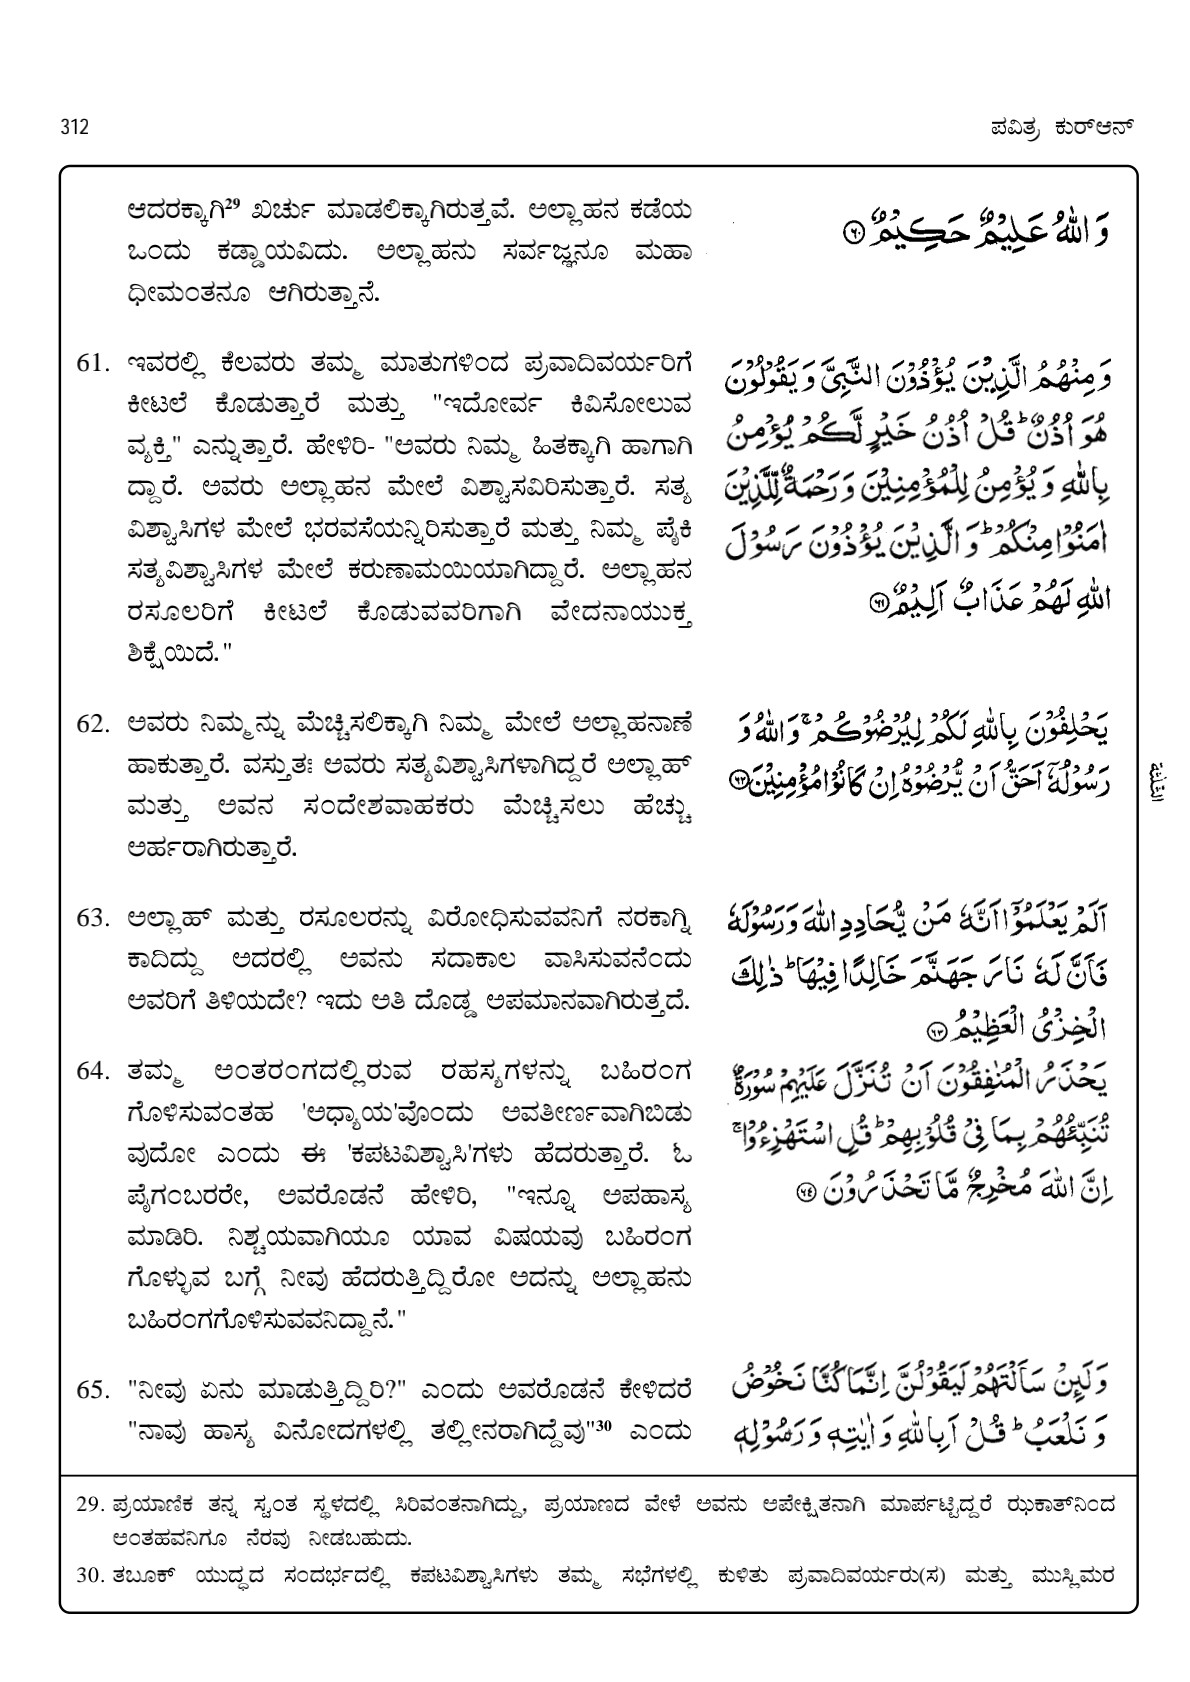 312
ಪವಿತ್ರ ಕುರ್‌ಆನ್
ಆದರಕ್ಕಾಗಿ²⁹ ಖರ್ಚು ಮಾಡಲಿಕ್ಕಾಗಿರುತ್ತವೆ. ಅಲ್ಲಾಹನ ಕಡೆಯ
ಒಂದು ಕಡ್ಡಾಯವಿದು. ಅಲ್ಲಾಹನು ಸರ್ವಜ್ಞನೂ ಮಹಾ
ಧೀಮಂತನೂ ಆಗಿರುತ್ತಾನೆ.
وَ اللّٰهُ عَلِيْمٌ حَكِيْمٌ ۝٦٠
61. ಇವರಲ್ಲಿ ಕೆಲವರು ತಮ್ಮ ಮಾತುಗಳಿಂದ ಪ್ರವಾದಿವರ್ಯರಿಗೆ
ಕೀಟಲೆ ಕೊಡುತ್ತಾರೆ ಮತ್ತು "ಇದೋರ್ವ ಕಿವಿಸೋಲುವ
ವ್ಯಕ್ತಿ" ಎನ್ನುತ್ತಾರೆ. ಹೇಳಿರಿ- "ಅವರು ನಿಮ್ಮ ಹಿತಕ್ಕಾಗಿ ಹಾಗಾಗಿ
ದ್ದಾರೆ. ಅವರು ಅಲ್ಲಾಹನ ಮೇಲೆ ವಿಶ್ವಾಸವಿರಿಸುತ್ತಾರೆ. ಸತ್ಯ
ವಿಶ್ವಾಸಿಗಳ ಮೇಲೆ ಭರವಸೆಯನ್ನಿರಿಸುತ್ತಾರೆ ಮತ್ತು ನಿಮ್ಮ ಪೈಕಿ
ಸತ್ಯವಿಶ್ವಾಸಿಗಳ ಮೇಲೆ ಕರುಣಾಮಯಿಯಾಗಿದ್ದಾರೆ. ಅಲ್ಲಾಹನ
ರಸೂಲರಿಗೆ ಕೀಟಲೆ ಕೊಡುವವರಿಗಾಗಿ ವೇದನಾಯುಕ್ತ
ಶಿಕ್ಷೆಯಿದೆ."
وَ مِنْهُمُ الَّذِيْنَ يُؤْذُوْنَ النَّبِيَّ وَ يَقُوْلُوْنَ
هُوَ اُذُنٌ ؕ قُلْ اُذُنُ خَيْرٍ لَّكُمْ يُؤْمِنُ
بِاللّٰهِ وَ يُؤْمِنُ لِلْمُؤْمِنِيْنَ وَ رَحْمَةٌ لِّلَّذِيْنَ
اٰمَنُوْا مِنْكُمْ ؕ وَ الَّذِيْنَ يُؤْذُوْنَ رَسُوْلَ
اللّٰهِ لَهُمْ عَذَابٌ اَلِيْمٌ ۝٦١
62. ಅವರು ನಿಮ್ಮನ್ನು ಮೆಚ್ಚಿಸಲಿಕ್ಕಾಗಿ ನಿಮ್ಮ ಮೇಲೆ ಅಲ್ಲಾಹನಾಣೆ
ಹಾಕುತ್ತಾರೆ. ವಸ್ತುತಃ ಅವರು ಸತ್ಯವಿಶ್ವಾಸಿಗಳಾಗಿದ್ದರೆ ಅಲ್ಲಾಹ್
ಮತ್ತು ಅವನ ಸಂದೇಶವಾಹಕರು ಮೆಚ್ಚಿಸಲು ಹೆಚ್ಚು
ಅರ್ಹರಾಗಿರುತ್ತಾರೆ.
يَحْلِفُوْنَ بِاللّٰهِ لَكُمْ لِيُرْضُوْكُمْ ۚ وَ اللّٰهُ وَ
رَسُوْلُهٗۤ اَحَقُّ اَنْ يُّرْضُوْهُ اِنْ كَانُوْا مُؤْمِنِيْنَ ۝٦٢
63. ಅಲ್ಲಾಹ್ ಮತ್ತು ರಸೂಲರನ್ನು ವಿರೋಧಿಸುವವನಿಗೆ ನರಕಾಗ್ನಿ
ಕಾದಿದ್ದು ಅದರಲ್ಲಿ ಅವನು ಸದಾಕಾಲ ವಾಸಿಸುವನೆಂದು
ಅವರಿಗೆ ತಿಳಿಯದೇ? ಇದು ಅತಿ ದೊಡ್ಡ ಅಪಮಾನವಾಗಿರುತ್ತದೆ.
اَلَمْ يَعْلَمُوْۤا اَنَّهٗ مَنْ يُّحَادِدِ اللّٰهَ وَ رَسُوْلَهٗ
فَاَنَّ لَهٗ نَارَ جَهَنَّمَ خَالِدًا فِيْهَا ؕ ذٰلِكَ
الْخِزْىُ الْعَظِيْمُ ۝٦٣
64. ತಮ್ಮ ಅಂತರಂಗದಲ್ಲಿರುವ ರಹಸ್ಯಗಳನ್ನು ಬಹಿರಂಗ
ಗೊಳಿಸುವಂತಹ 'ಅಧ್ಯಾಯ'ವೊಂದು ಅವತೀರ್ಣವಾಗಿಬಿಡು
ವುದೋ ಎಂದು ಈ 'ಕಪಟವಿಶ್ವಾಸಿ'ಗಳು ಹೆದರುತ್ತಾರೆ. ಓ
ಪೈಗಂಬರರೇ, ಅವರೊಡನೆ ಹೇಳಿರಿ, "ಇನ್ನೂ ಅಪಹಾಸ್ಯ
ಮಾಡಿರಿ. ನಿಶ್ಚಯವಾಗಿಯೂ ಯಾವ ವಿಷಯವು ಬಹಿರಂಗ
ಗೊಳ್ಳುವ ಬಗ್ಗೆ ನೀವು ಹೆದರುತ್ತಿದ್ದಿರೋ ಅದನ್ನು ಅಲ್ಲಾಹನು
ಬಹಿರಂಗಗೊಳಿಸುವವನಿದ್ದಾನೆ."
يَحْذَرُ الْمُنٰفِقُوْنَ اَنْ تُنَزَّلَ عَلَيْهِمْ سُوْرَةٌ
تُنَبِّئُهُمْ بِمَا فِيْ قُلُوْبِهِمْ ؕ قُلِ اسْتَهْزِءُوْا ۚ
اِنَّ اللّٰهَ مُخْرِجٌ مَّا تَحْذَرُوْنَ ۝٦٤
65. "ನೀವು ಏನು ಮಾಡುತ್ತಿದ್ದಿರಿ?" ಎಂದು ಅವರೊಡನೆ ಕೇಳಿದರೆ
"ನಾವು ಹಾಸ್ಯ ವಿನೋದಗಳಲ್ಲಿ ತಲ್ಲೀನರಾಗಿದ್ದೆವು"³⁰ ಎಂದು
وَ لَئِنْ سَاَلْتَهُمْ لَيَقُوْلُنَّ اِنَّمَا كُنَّا نَخُوْضُ
وَ نَلْعَبُ ؕ قُلْ اَبِاللّٰهِ وَ اٰيٰتِهٖ وَ رَسُوْلِهٖ
29. ಪ್ರಯಾಣಿಕ ತನ್ನ ಸ್ವಂತ ಸ್ಥಳದಲ್ಲಿ ಸಿರಿವಂತನಾಗಿದ್ದು, ಪ್ರಯಾಣದ ವೇಳೆ ಅವನು ಆಪೇಕ್ಷಿತನಾಗಿ ಮಾರ್ಪಟ್ಟಿದ್ದರೆ ಝಕಾತ್‌ನಿಂದ
ಅಂತಹವನಿಗೂ ನೆರವು ನೀಡಬಹುದು.
30. ತಬೂಕ್ ಯುದ್ಧದ ಸಂದರ್ಭದಲ್ಲಿ ಕಪಟವಿಶ್ವಾಸಿಗಳು ತಮ್ಮ ಸಭೆಗಳಲ್ಲಿ ಕುಳಿತು ಪ್ರವಾದಿವರ್ಯರು(ಸ) ಮತ್ತು ಮುಸ್ಲಿಮರ